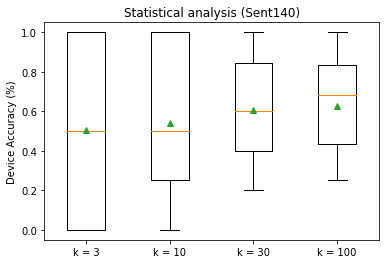 Statistical analysis (Sent140)
Device Accuracy (%)
1.0
0.8
0.6
0.4
0.2
0.0
k = 3 k = 10 k = 30 k = 100